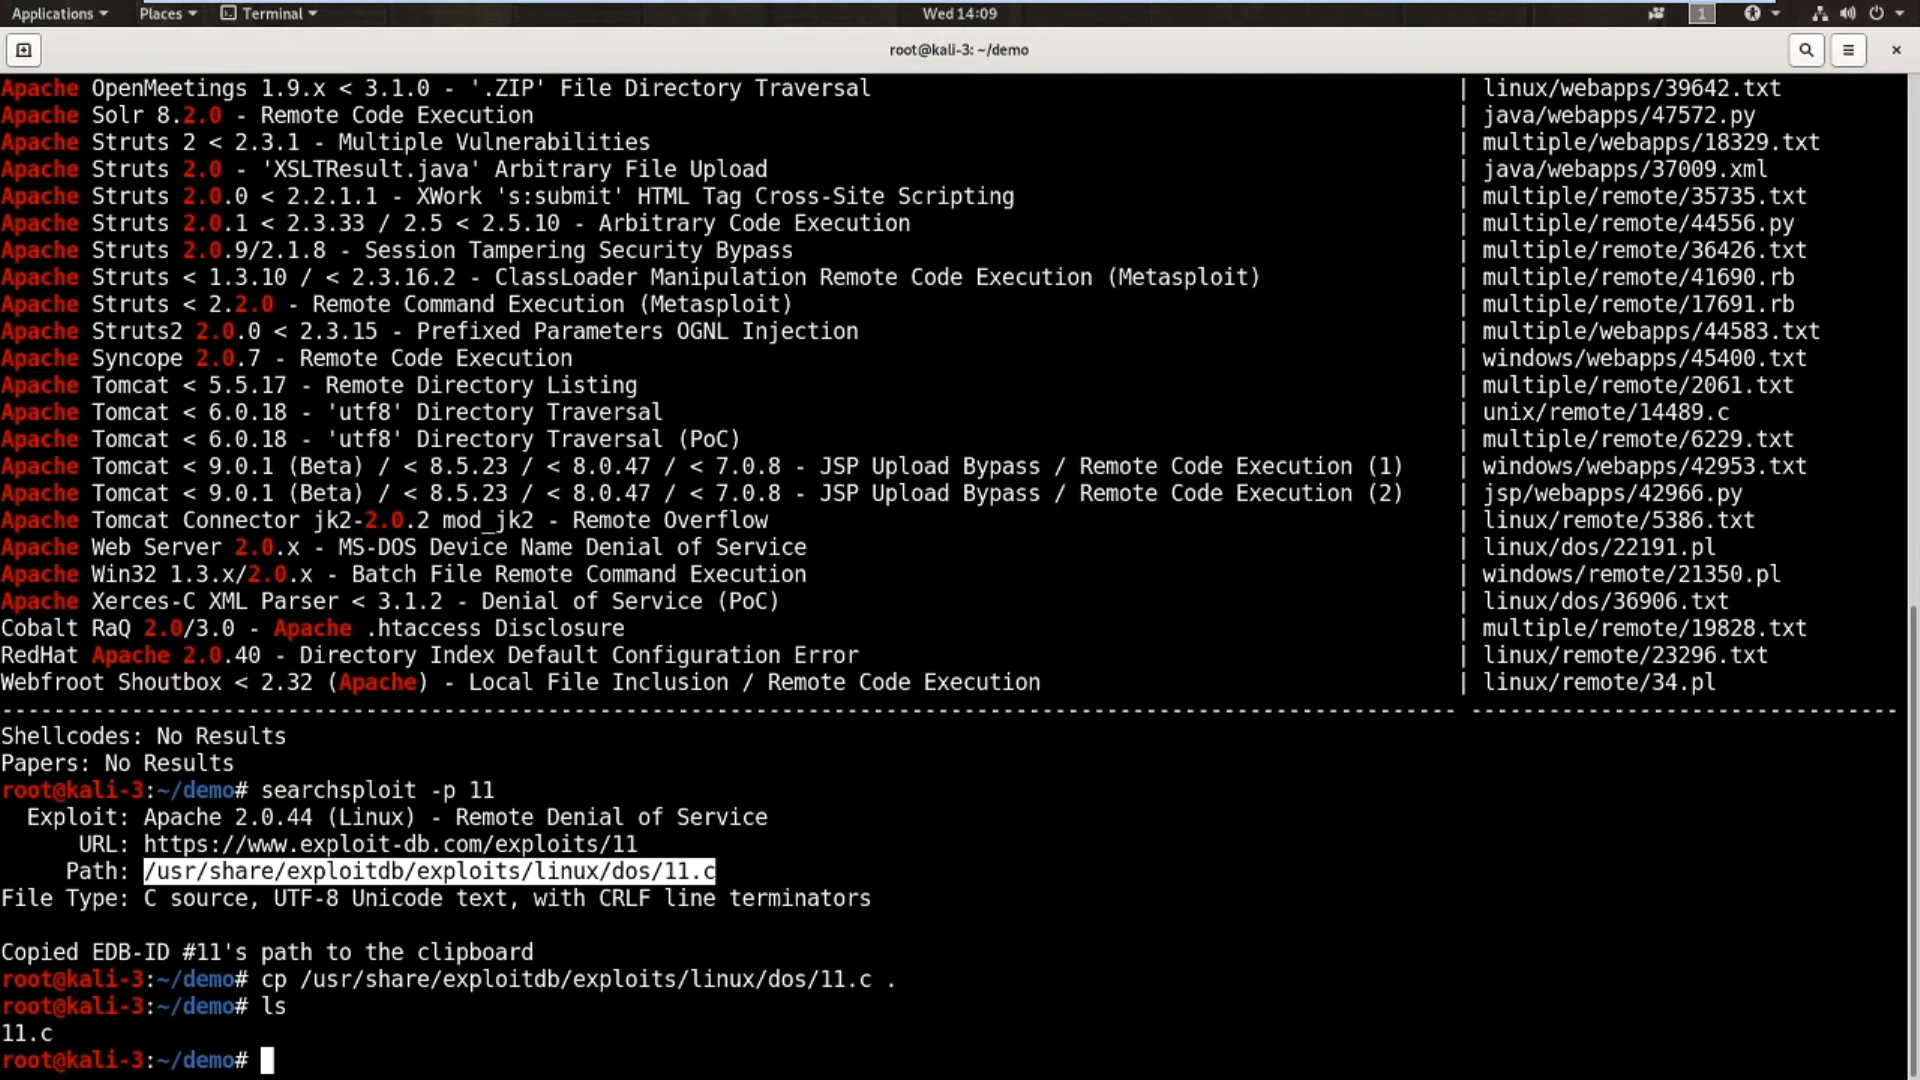 Applications Places Terminal Wed 14:09 1
root@kali-3: ~/demo
Apache OpenMeetings 1.9.x < 3.1.0 - '.ZIP' File Directory Traversal | linux/webapps/39642.txt
Apache Solr 8.2.0 - Remote Code Execution | java/webapps/47572.py
Apache Struts 2 < 2.3.1 - Multiple Vulnerabilities | multiple/webapps/18329.txt
Apache Struts 2.0 - 'XSLTResult.java' Arbitrary File Upload | java/webapps/37009.xml
Apache Struts 2.0.0 < 2.2.1.1 - XWork 's:submit' HTML Tag Cross-Site Scripting | multiple/remote/35735.txt
Apache Struts 2.0.1 < 2.3.33 / 2.5 < 2.5.10 - Arbitrary Code Execution | multiple/remote/44556.py
Apache Struts 2.0.9/2.1.8 - Session Tampering Security Bypass | multiple/remote/36426.txt
Apache Struts < 1.3.10 / < 2.3.16.2 - ClassLoader Manipulation Remote Code Execution (Metasploit) | multiple/remote/41690.rb
Apache Struts < 2.2.0 - Remote Command Execution (Metasploit) | multiple/remote/17691.rb
Apache Struts2 2.0.0 < 2.3.15 - Prefixed Parameters OGNL Injection | multiple/webapps/44583.txt
Apache Syncope 2.0.7 - Remote Code Execution | windows/webapps/45400.txt
Apache Tomcat < 5.5.17 - Remote Directory Listing | multiple/remote/2061.txt
Apache Tomcat < 6.0.18 - 'utf8' Directory Traversal | unix/remote/14489.c
Apache Tomcat < 6.0.18 - 'utf8' Directory Traversal (PoC) | multiple/remote/6229.txt
Apache Tomcat < 9.0.1 (Beta) / < 8.5.23 / < 8.0.47 / < 7.0.8 - JSP Upload Bypass / Remote Code Execution (1) | windows/webapps/42953.txt
Apache Tomcat < 9.0.1 (Beta) / < 8.5.23 / < 8.0.47 / < 7.0.8 - JSP Upload Bypass / Remote Code Execution (2) | jsp/webapps/42966.py
Apache Tomcat Connector jk2-2.0.2 mod_jk2 - Remote Overflow | linux/remote/5386.txt
Apache Web Server 2.0.x - MS-DOS Device Name Denial of Service | linux/dos/22191.pl
Apache Win32 1.3.x/2.0.x - Batch File Remote Command Execution | windows/remote/21350.pl
Apache Xerces-C XML Parser < 3.1.2 - Denial of Service (PoC) | linux/dos/36906.txt
Cobalt RaQ 2.0/3.0 - Apache .htaccess Disclosure | multiple/remote/19828.txt
RedHat Apache 2.0.40 - Directory Index Default Configuration Error | linux/remote/23296.txt
Webfroot Shoutbox < 2.32 (Apache) - Local File Inclusion / Remote Code Execution | linux/remote/34.pl
Shellcodes: No Results
Papers: No Results
root@kali-3:~/demo# searchsploit -p 11
Exploit: Apache 2.0.44 (Linux) - Remote Denial of Service
URL: https://www.exploit-db.com/exploits/11
Path: /usr/share/exploitdb/exploits/linux/dos/11.c
File Type: C source, UTF-8 Unicode text, with CRLF line terminators
Copied EDB-ID #11's path to the clipboard
root@kali-3:~/demo# cp /usr/share/exploitdb/exploits/linux/dos/11.c .
root@kali-3:~/demo# ls
11.c
root@kali-3:~/demo#